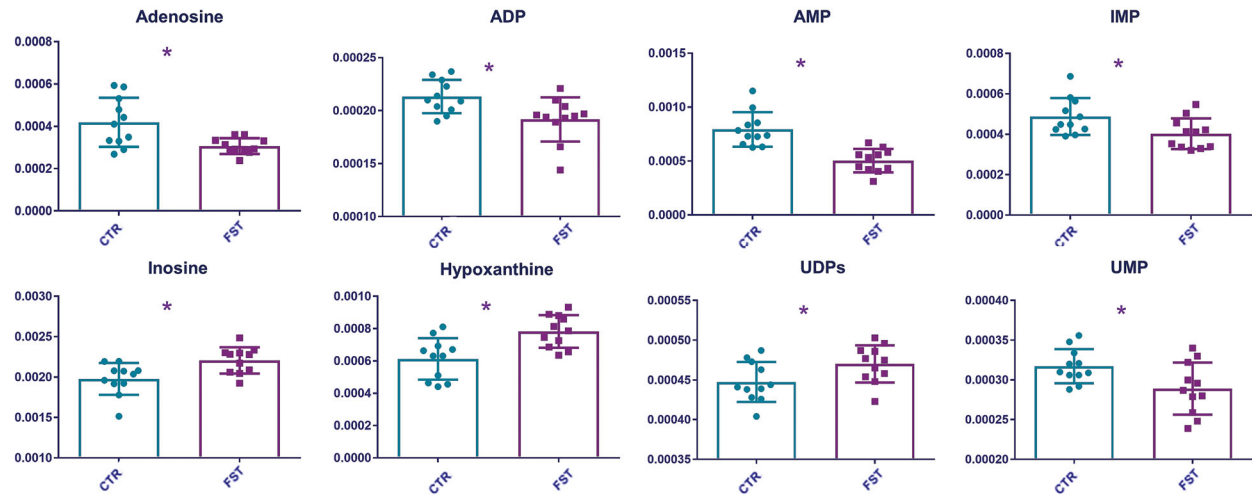 Adenosine
0.0008
*
0.0006
0.0004
0.0002
0.0000
CTR
FST
ADP
0.00025
*
0.00020
0.00015
0.00010
CTR
FST
AMP
0.0015
*
0.0010
0.0005
0.0000
CTR
FST
IMP
0.0008
*
0.0006
0.0004
0.0002
0.0000
CTR
FST
Inosine
0.0030
*
0.0025
0.0020
0.0015
0.0010
CTR
FST
Hypoxanthine
0.0010
*
0.0008
0.0006
0.0004
0.0002
0.0000
CTR
FST
UDPs
0.00055
*
0.00050
0.00045
0.00040
0.00035
CTR
FST
UMP
0.00040
*
0.00035
0.00030
0.00025
0.00020
CTR
FST